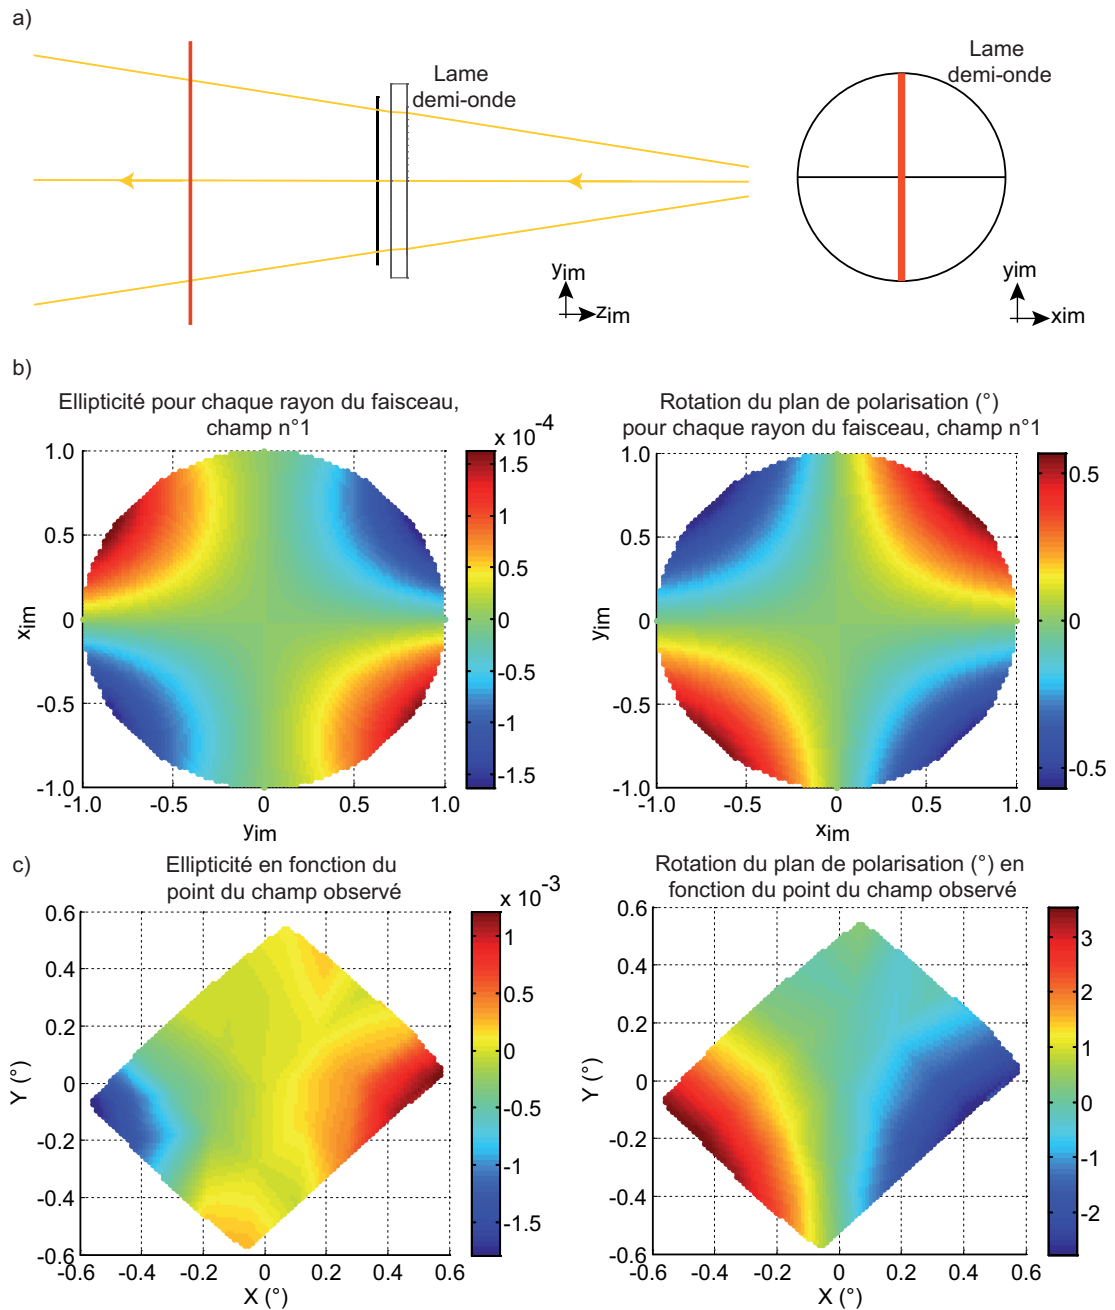 a)
Lame
demi-onde
yim
zim
Lame
demi-onde
yim
xim
b)
Ellipticité pour chaque rayon du faisceau,
champ n°1
x 10-4
1.0
0.5
0
-0.5
-1.0
xim
-1.0 -0.5 0 0.5 1.0
yim
1.5
1
0.5
0
-0.5
-1
-1.5
Rotation du plan de polarisation (°)
pour chaque rayon du faisceau, champ n°1
1.0
0.5
0
-0.5
-1.0
yim
-1.0 -0.5 0 0.5 1.0
xim
0.5
0
-0.5
c)
Ellipticité en fonction du
point du champ observé
x 10-3
0.6
0.4
0.2
0
-0.2
-0.4
-0.6
Y (°)
-0.6 -0.4 -0.2 0 0.2 0.4 0.6
X (°)
1
0.5
0
-0.5
-1
-1.5
Rotation du plan de polarisation (°) en
fonction du point du champ observé
0.6
0.4
0.2
0
-0.2
-0.4
-0.6
Y (°)
-0.6 -0.4 -0.2 0 0.2 0.4 0.6
X (°)
3
2
1
0
-1
-2